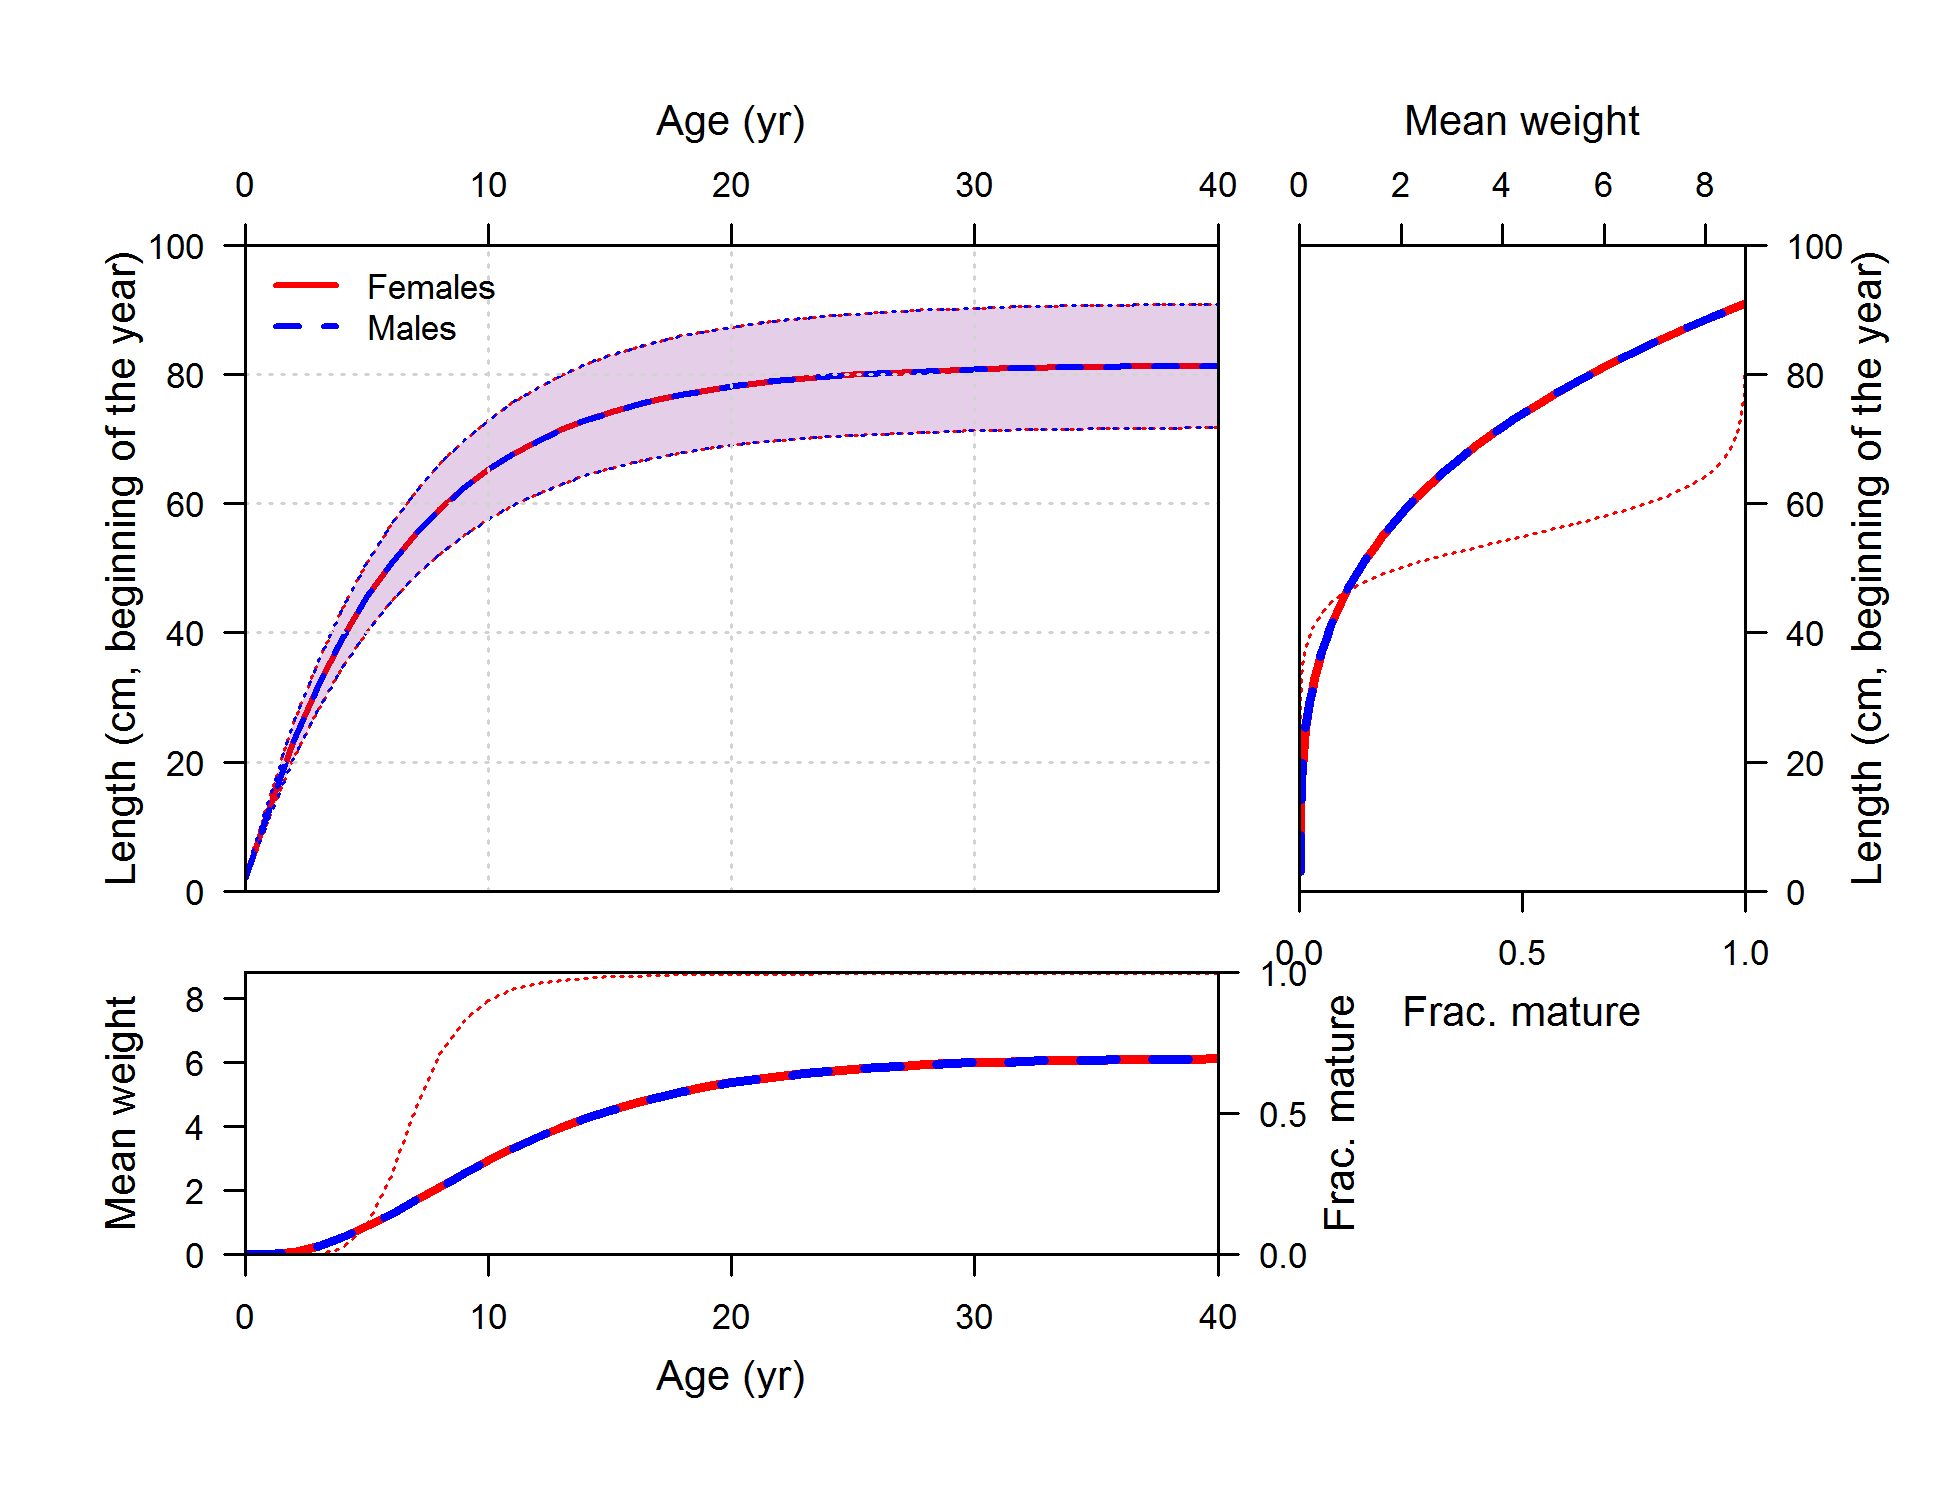 Age (yr)
Mean weight
0 10 20 30 40
0 2 4 6 8
Length (cm, beginning of the year)
100
80
60
40
20
0
Females
Males
100
80
60
40
20
0
Length (cm, beginning of the year)
0.0 0.5 1.0
Frac. mature
Mean weight
8
6
4
2
0
1.0
0.5
0.0
Frac. mature
0 10 20 30 40
Age (yr)